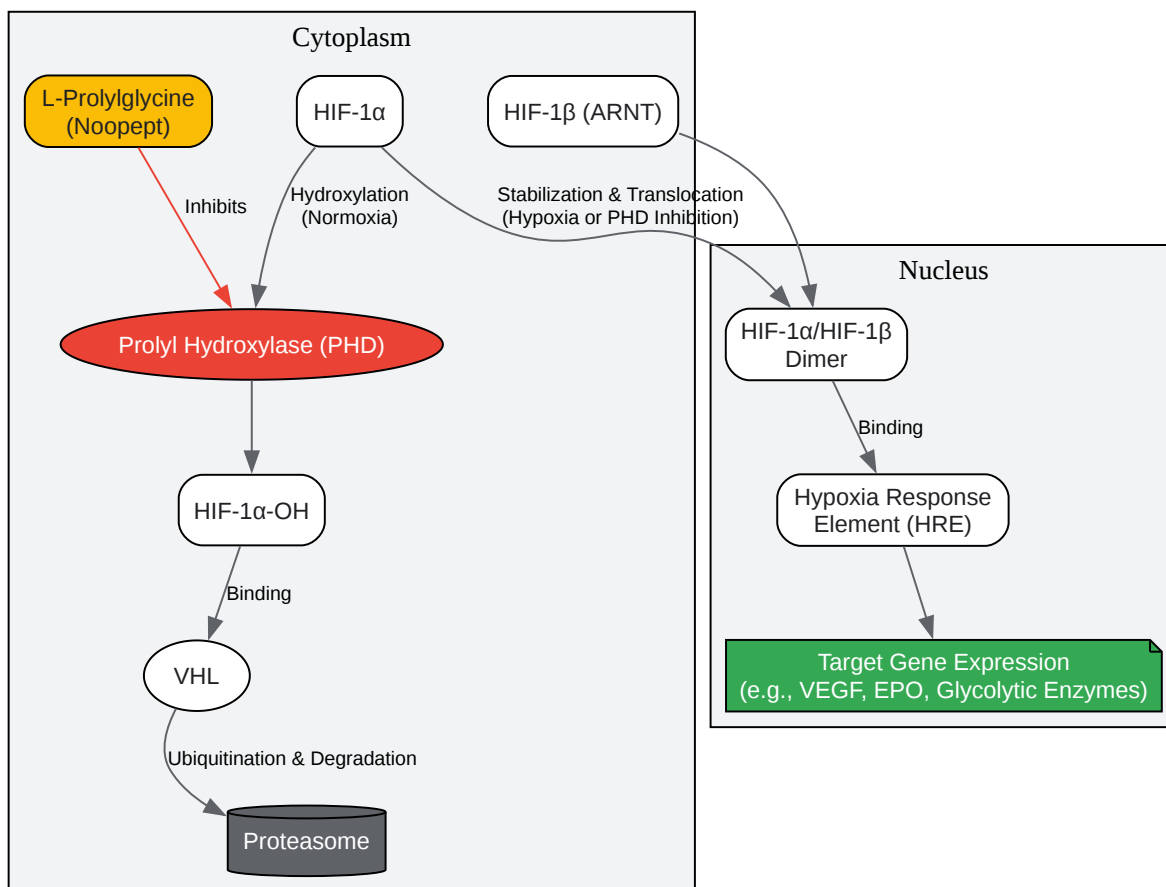 Cytoplasm
L-Prolylglycine
(Noopept)
HIF-1α
HIF-1β (ARNT)
Inhibits
Hydroxylation
(Normoxia)
Stabilization & Translocation
(Hypoxia or PHD Inhibition)
Nucleus
Prolyl Hydroxylase (PHD)
HIF-1α/HIF-1β
Dimer
Binding
HIF-1α-OH
Hypoxia Response
Element (HRE)
Binding
VHL
Target Gene Expression
(e.g., VEGF, EPO, Glycolytic Enzymes)
Ubiquitination & Degradation
Proteasome